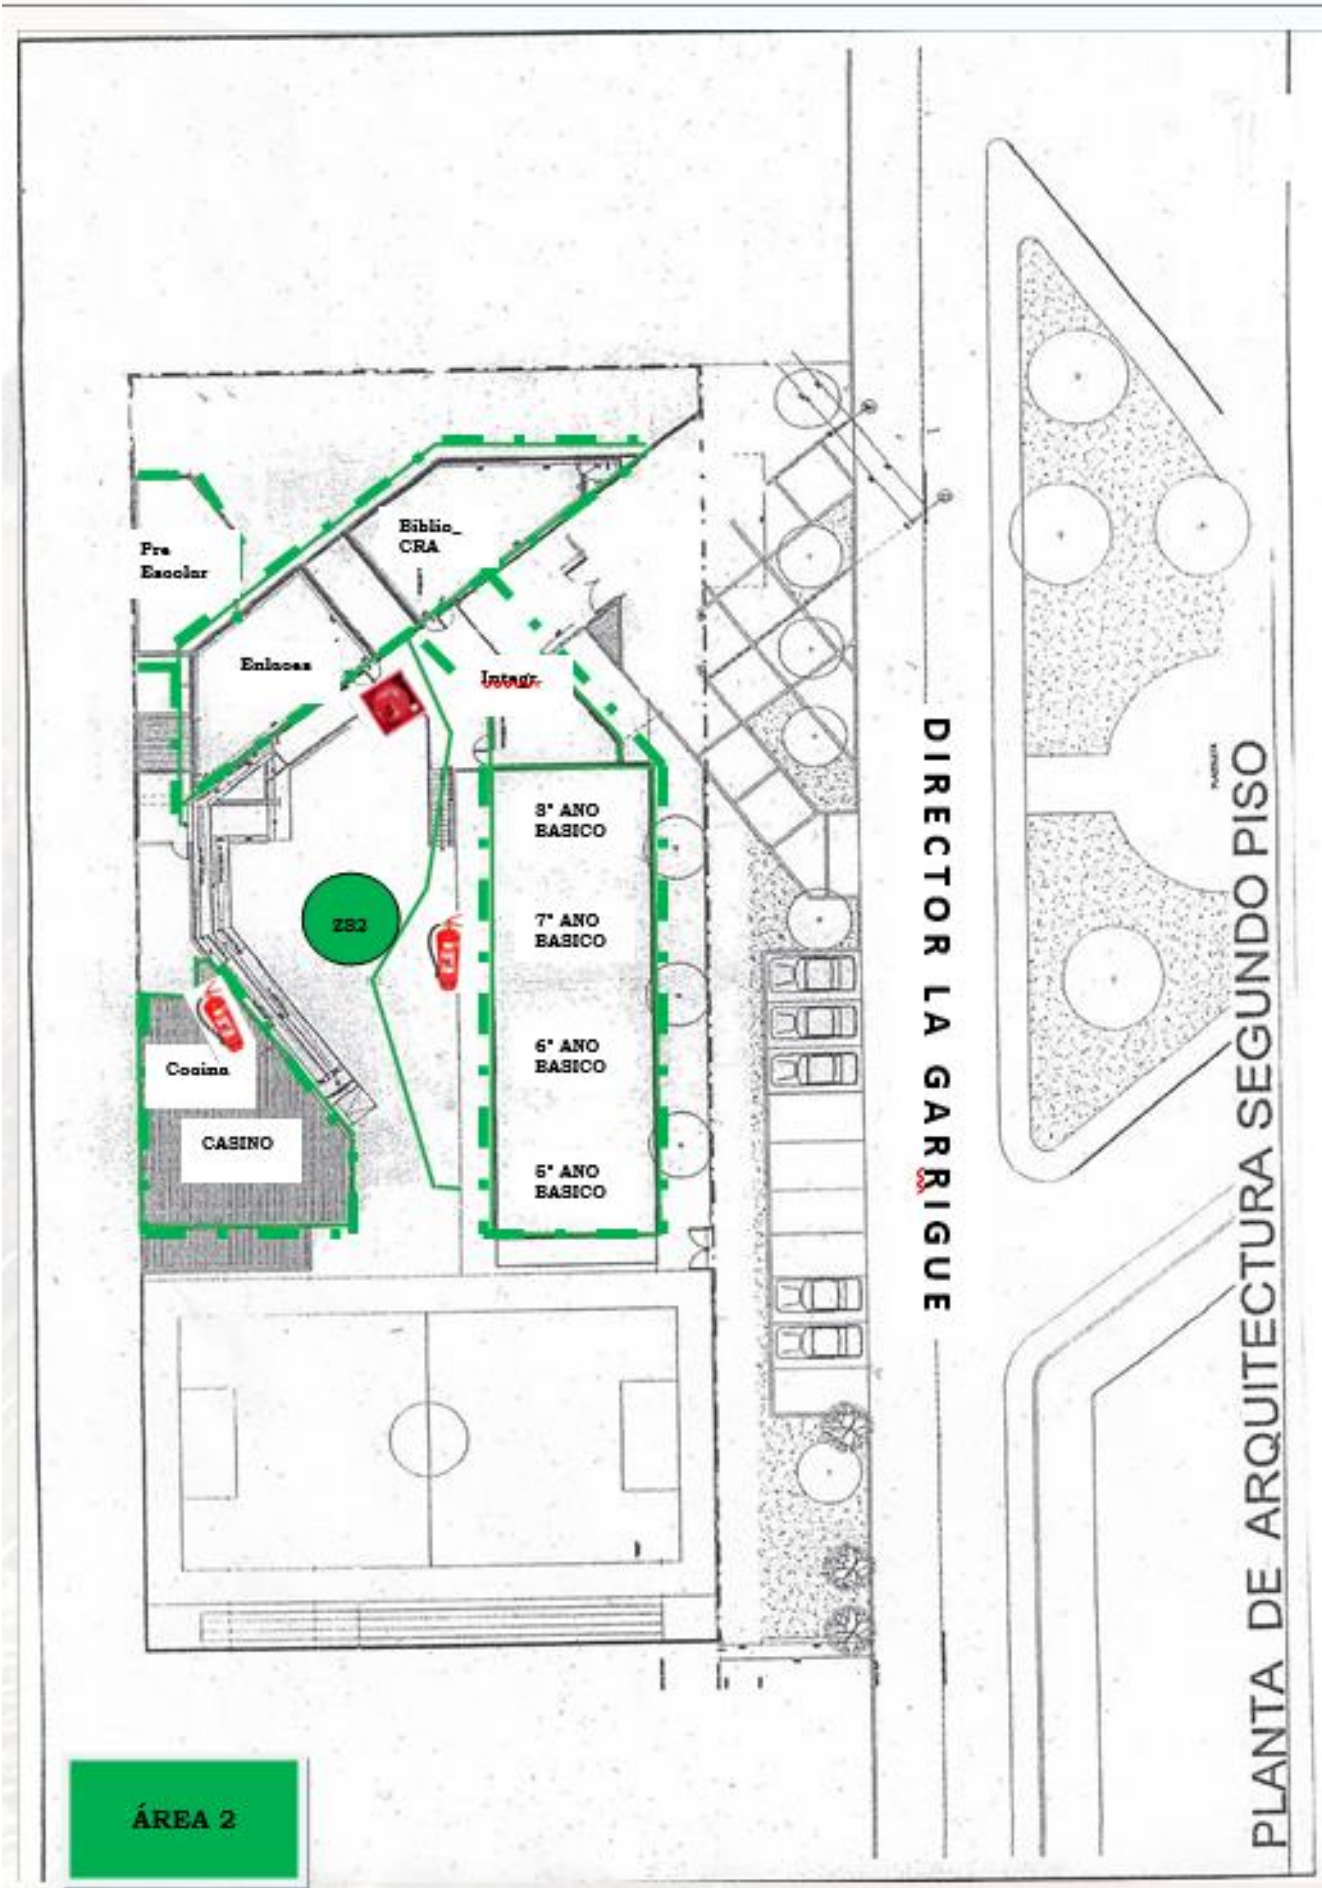 Biblio_
CRA
Pre
Escolar
Enlaces
Integr.
3° ANO
BASICO
7° ANO
BASICO
ZS2
6° ANO
BASICO
Cocina
CASINO
5° ANO
BASICO
DIRECTOR LA GARRIGUE
PLANTA DE ARQUITECTURA SEGUNDO PISO
ÁREA 2